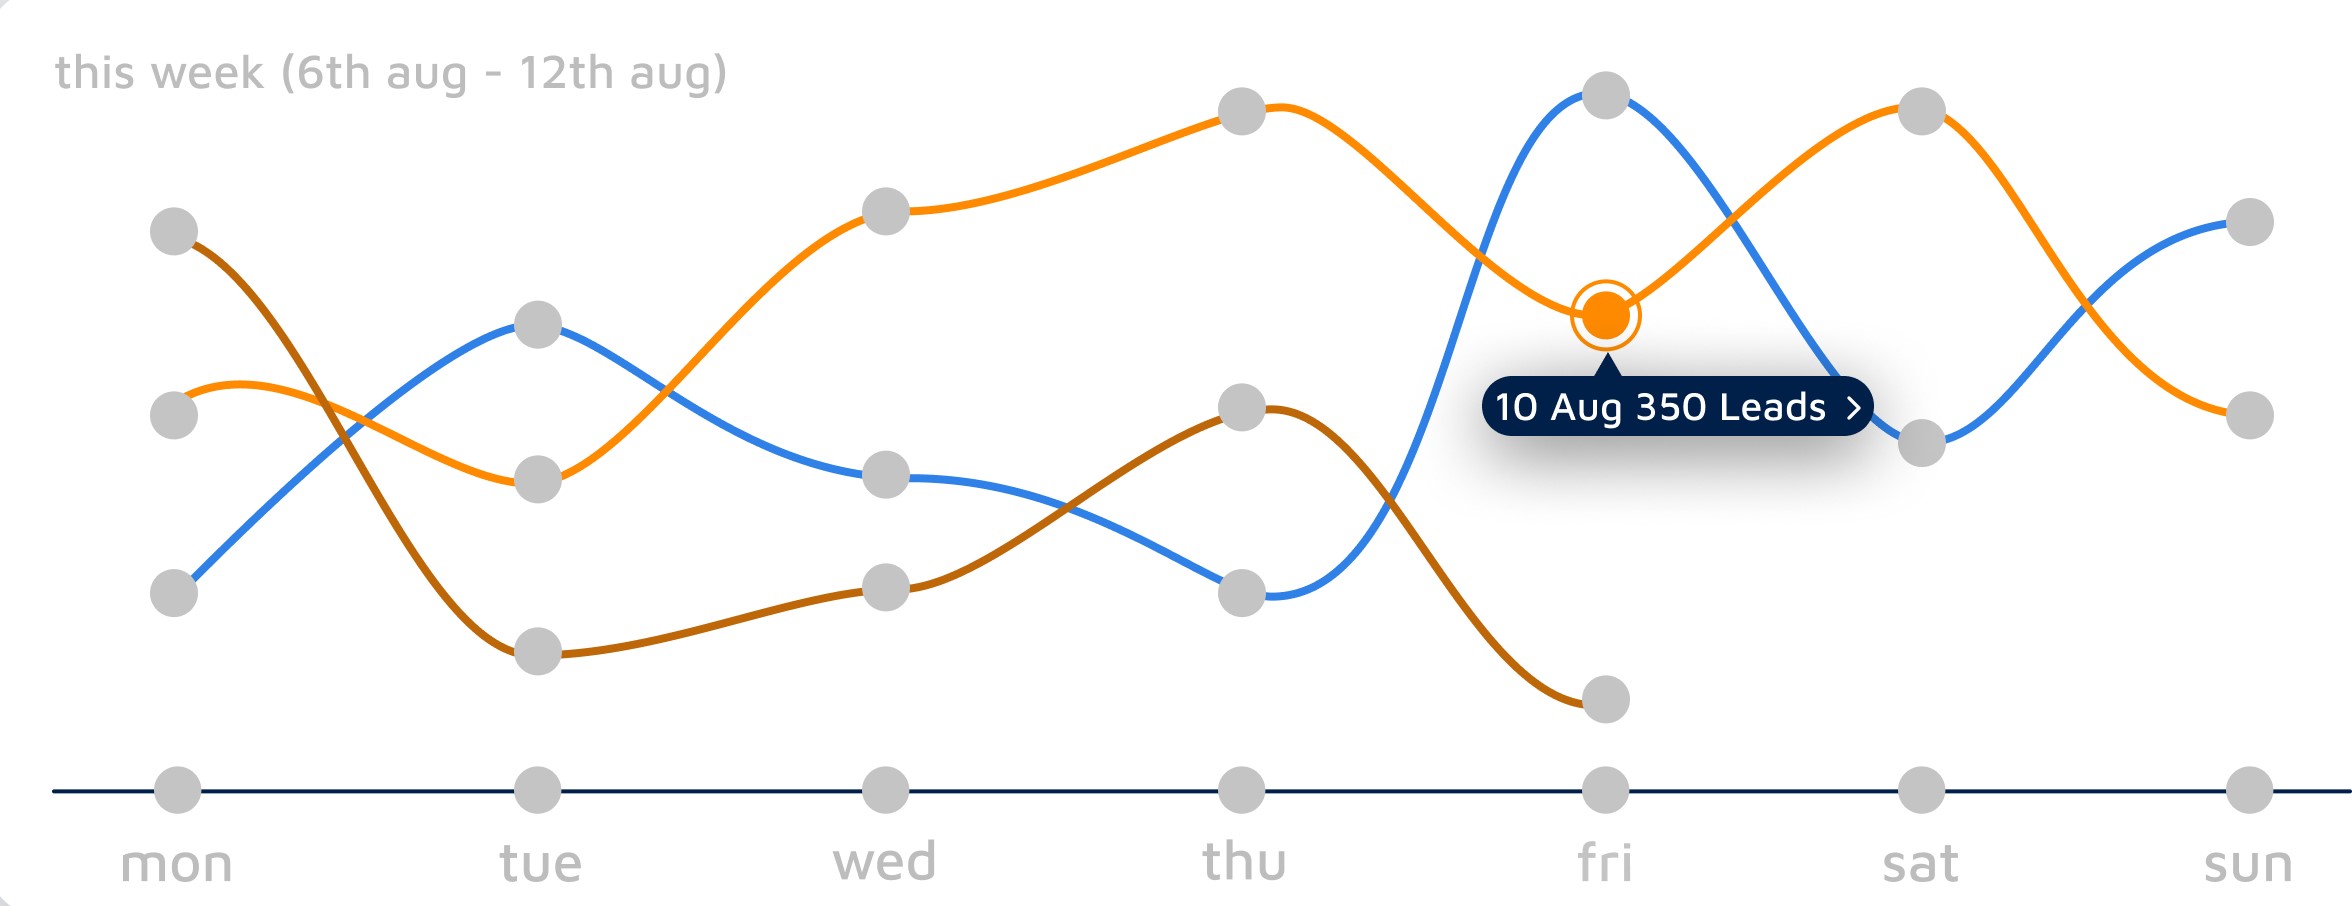 this week (6th aug - 12th aug)
10 Aug 350 Leads >
mon tue wed thu fri sat sun